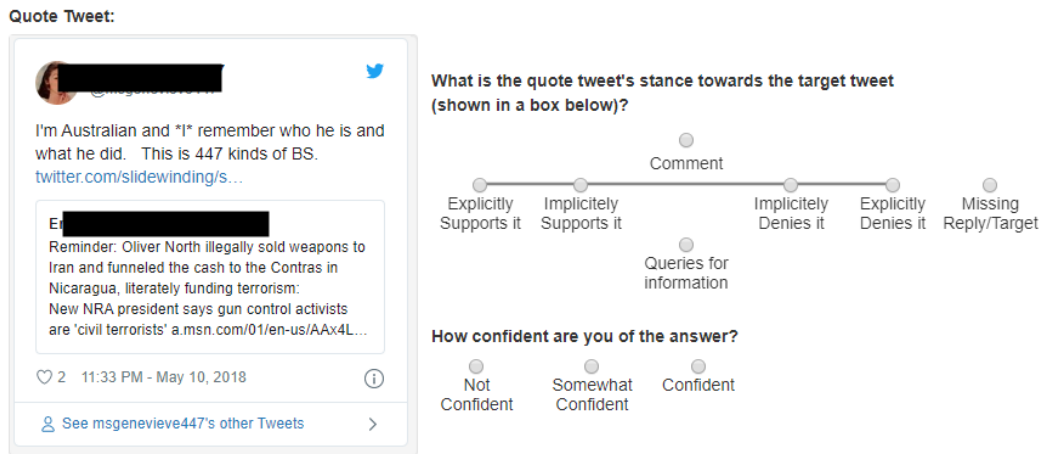 Quote Tweet:
I'm Australian and *I* remember who he is and
what he did. This is 447 kinds of BS.
twitter.com/slidewinding/s…
Reminder: Oliver North illegally sold weapons to
Iran and funneled the cash to the Contras in
Nicaragua, literately funding terrorism:
New NRA president says gun control activists
are 'civil terrorists' a.msn.com/01/en-us/AAx4L…
2 11:33 PM - May 10, 2018
See msgenevieve447's other Tweets
What is the quote tweet's stance towards the target tweet
(shown in a box below)?
Comment
Explicitly Supports it
Implicitly Supports it
Implicitly Denies it
Explicitly Denies it
Missing Reply/Target
Queries for
information
How confident are you of the answer?
Not Confident
Somewhat Confident
Confident